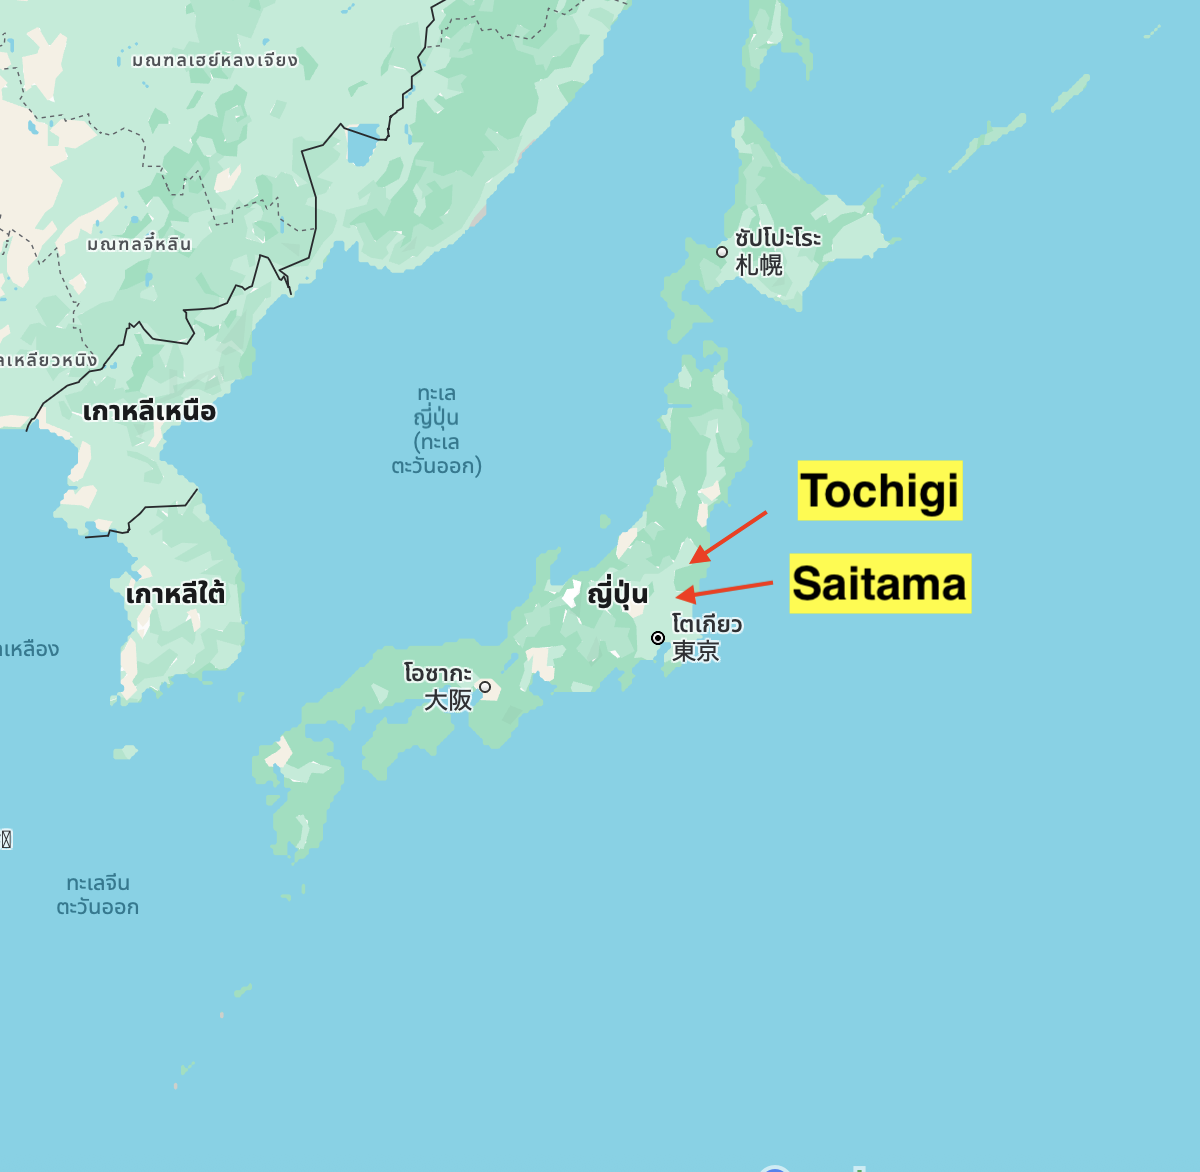 มณฑลเฮย์หลงเจียง
ซัปโปะโระ
札幌
มณฑลจี๋หลิน
ลเหลียวหนิง
เกาหลีเหนือ
ทะเล
ญี่ปุ่น
(ทะเล
ตะวันออก)
Tochigi
Saitama
เกาหลีใต้
ญี่ปุ่น
โตเกียว
東京
เหลือง
โอซากะ
大阪
ทะเลจีน
ตะวันออก